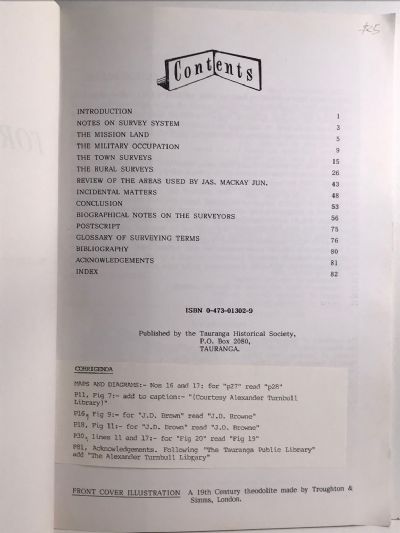 Contents
INTRODUCTION 1
NOTES ON SURVEY SYSTEM 3
THE MISSION LAND 5
THE MILITARY OCCUPATION 9
THE TOWN SURVEYS 15
THE RURAL SURVEYS 26
REVIEW OF THE AREAS USED BY JAS. MACKAY JUN. 43
INCIDENTAL MATTERS 48
CONCLUSION 53
BIOGRAPHICAL NOTES ON THE SURVEYORS 56
POSTSCRIPT 75
GLOSSARY OF SURVEYING TERMS 76
BIBLIOGRAPHY 80
ACKNOWLEDGEMENTS 81
INDEX 82
ISBN 0-473-01302-9
Published by the Tauranga Historical Society,
P.O. Box 2080,
TAURANGA.
CORRIGENDA
MAPS AND DIAGRAMS:- Nos 16 and 17: for "p27" read "p28"
P11, Fig 7:- add to caption:- "(Courtesy Alexander Turnbull
Library)"
P16, Fig 9:- for "J.D. Brown" read "J.D. Browne"
P18, Fig 11:- for "J.D. Brown" read "J.D. Browne"
P30, lines 11 and 17:- for "Fig 20" read "Fig 19"
P81, Acknowledgements. Following "The Tauranga Public Library"
add "The Alexander Turnbull Library"
FRONT COVER ILLUSTRATION A 19th Century theodolite made by Troughton &
Simms, London.